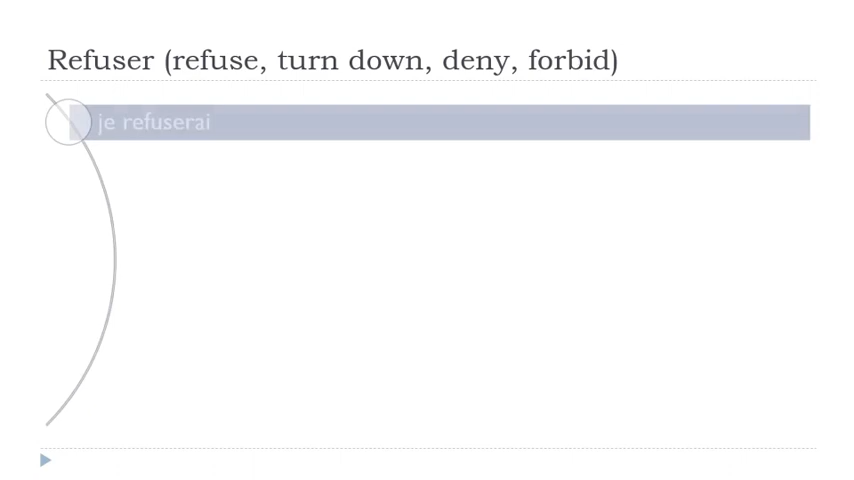 Refuser (refuse, turn down, deny, forbid)
je refuserai